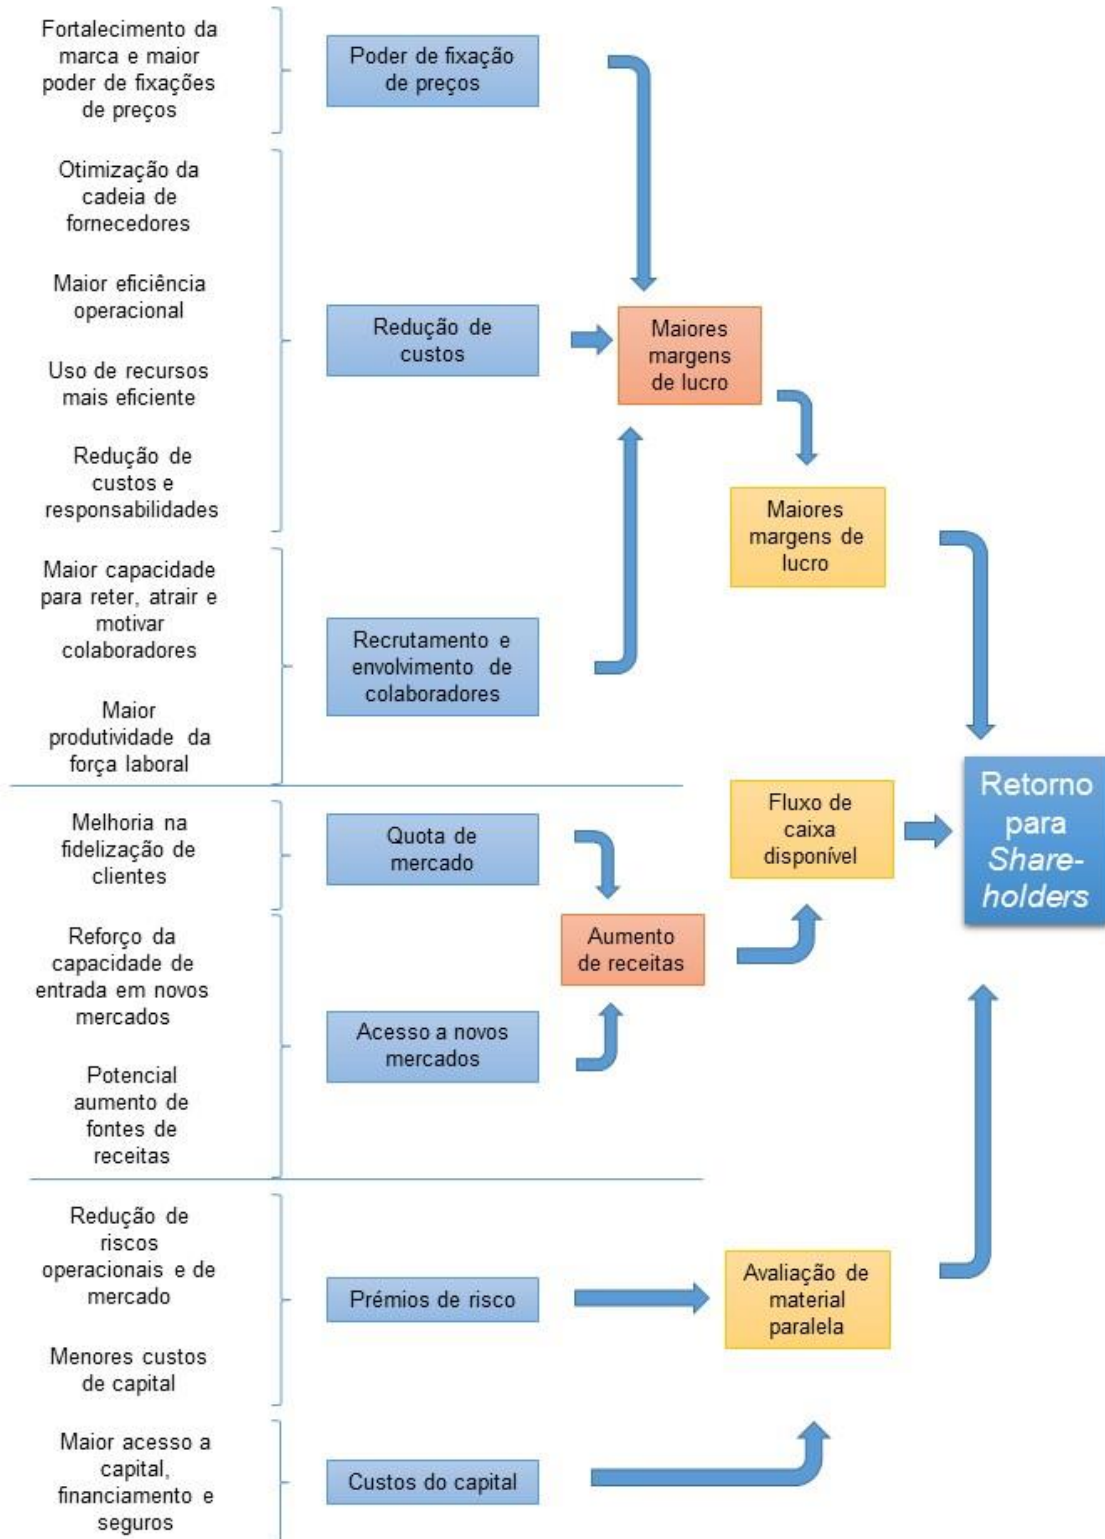 Fortalecimento da
marca e maior
poder de fixações
de preços
Poder de fixação
de preços
Otimização da
cadeia de
fornecedores
Maior eficiência
operacional
Uso de recursos
mais eficiente
Redução de
custos e
responsabilidades
Redução de
custos
Maiores
margens
de lucro
Maiores
margens de
lucro
Maior capacidade
para reter, atrair e
motivar
colaboradores
Maior
produtividade da
força laboral
Recrutamento e
envolvimento de
colaboradores
Melhoria na
fidelização de
clientes
Quota de
mercado
Fluxo de
caixa
disponível
Retorno
para
Share-
holders
Reforço da
capacidade de
entrada em novos
mercados
Potencial
aumento de
fontes de
receitas
Acesso a novos
mercados
Aumento
de receitas
Redução de
riscos
operacionais e de
mercado
Menores custos
de capital
Prémios de risco
Avaliação de
material
paralela
Maior acesso a
capital,
financiamento e
seguros
Custos do capital